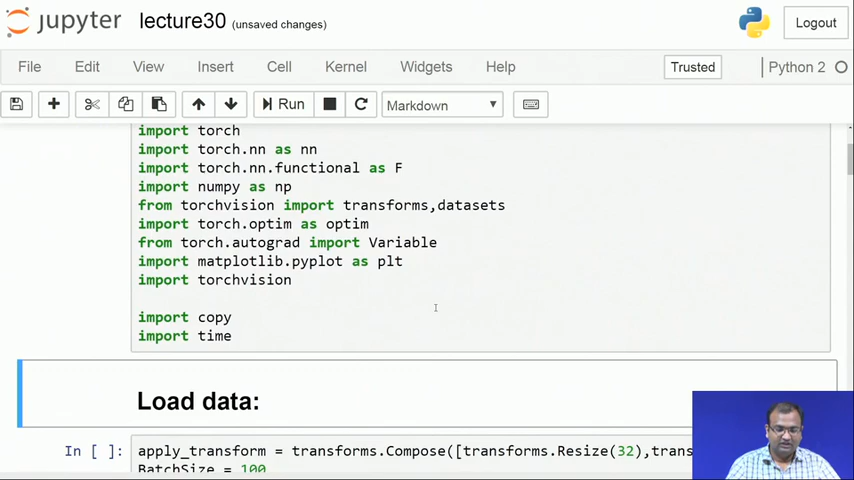 jupyter lecture30 (unsaved changes) Logout
File Edit View Insert Cell Kernel Widgets Help Trusted Python 2
Run Markdown
import torch
import torch.nn as nn
import torch.nn.functional as F
import numpy as np
from torchvision import transforms,datasets
import torch.optim as optim
from torch.autograd import Variable
import matplotlib.pyplot as plt
import torchvision
import copy
import time
Load data:
In [ ]: apply_transform = transforms.Compose([transforms.Resize(32),trans
BatchSize = 100